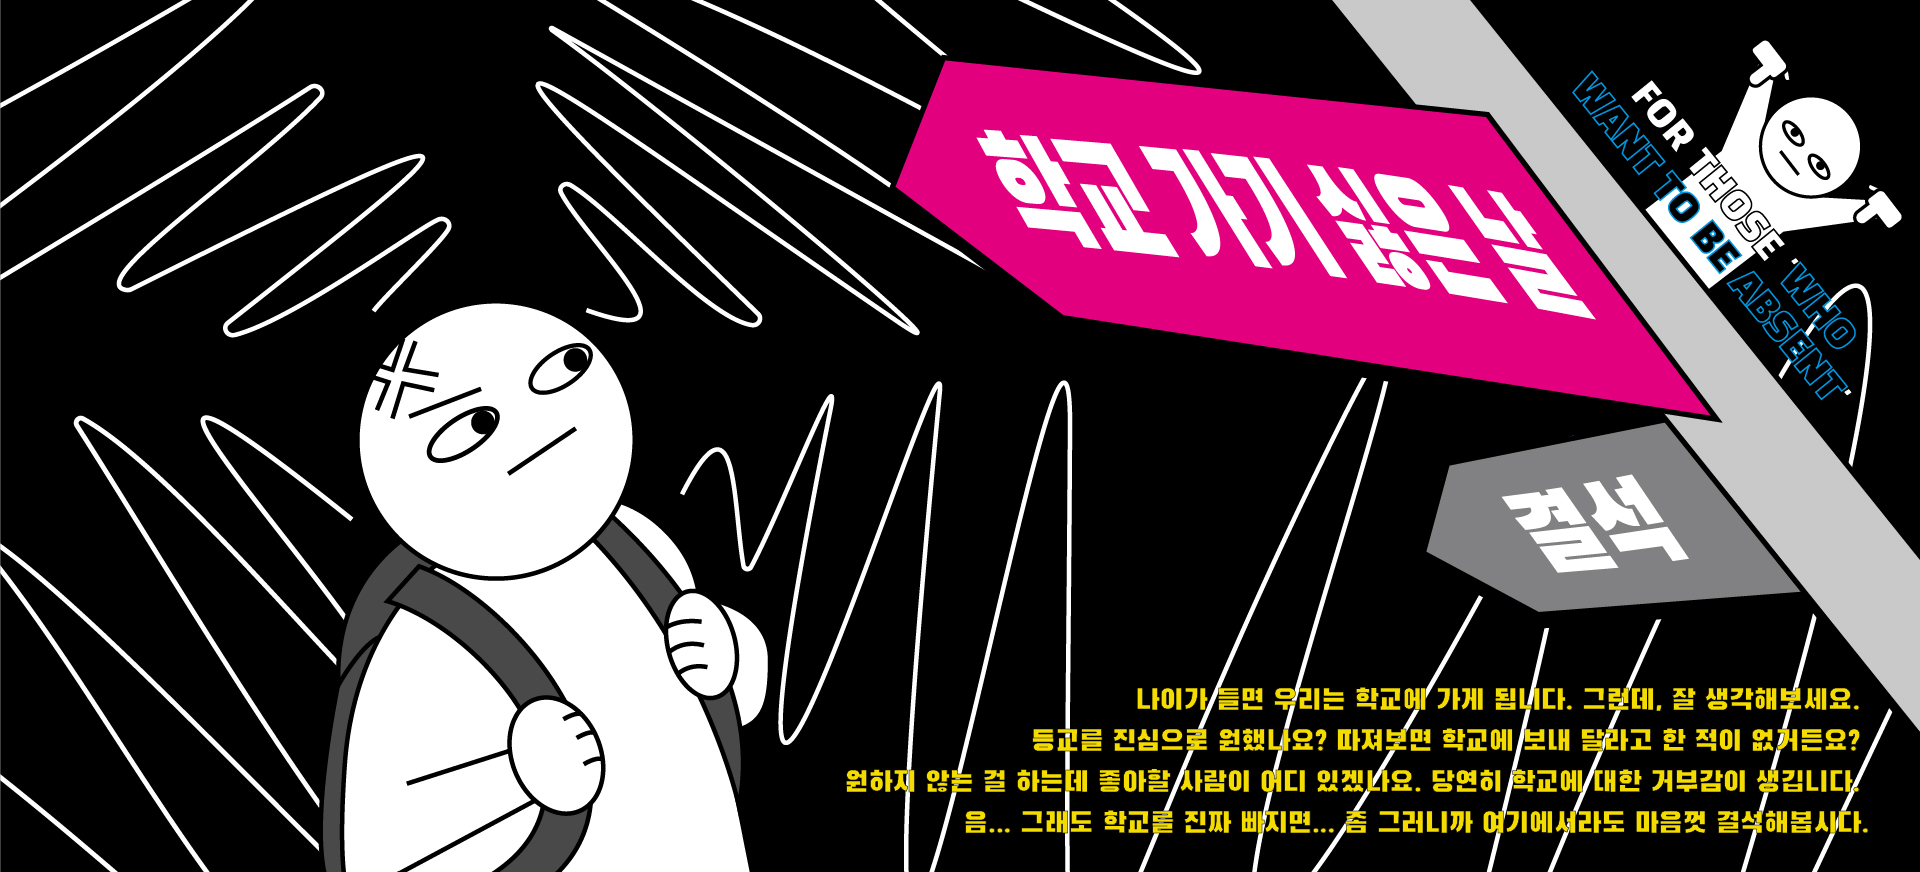 학교 가기 싫은 날
FOR THOSE 'WHO
WANT TO BE ABSENT'
결석
나이가 들면 우리는 학교에 가게 됩니다. 그런데, 잘 생각해보세요.
등교를 진심으로 원했나요? 따져보면 학교에 보내 달라고 한 적이 없거든요?
원하지 않는 걸 하는데 좋아할 사람이 어디 있겠나요. 당연히 학교에 대한 거부감이 생깁니다.
음... 그래도 학교를 진짜 빠지면... 좀 그러니까 여기에서라도 마음껏 결석해봅시다.